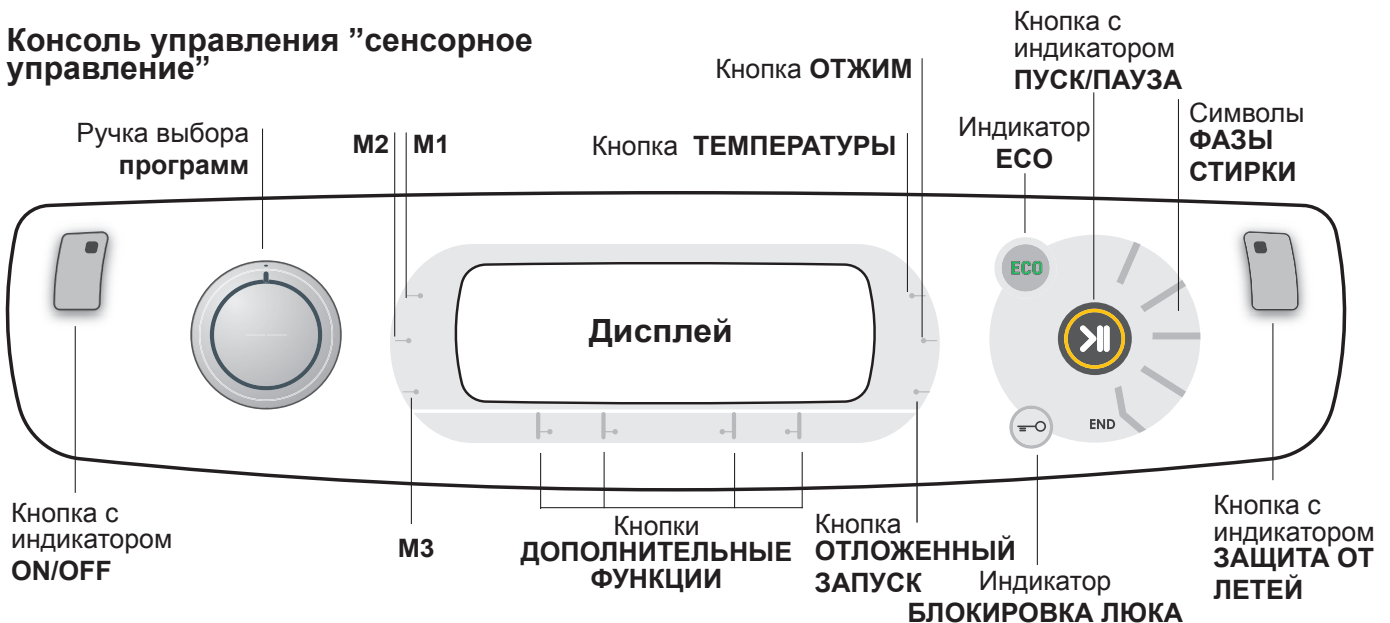 Консоль управления ”сенсорное
управление”
Кнопка ОТЖИМ
Кнопка с
индикатором
ПУСК/ПАУЗА
Ручка выбора
программ
M2
M1
Кнопка ТЕМПЕРАТУРЫ
Индикатор
ECO
Символы
ФАЗЫ
СТИРКИ
ECO
Дисплей
END
Кнопка с
индикатором
ON/OFF
M3
Кнопки
ДОПОЛНИТЕЛЬНЫЕ
ФУНКЦИИ
Кнопка
ОТЛОЖЕННЫЙ
ЗАПУСК
Индикатор
БЛОКИРОВКА ЛЮКА
Кнопка с
индикатором
ЗАЩИТА ОТ
ЛЕТЕЙ